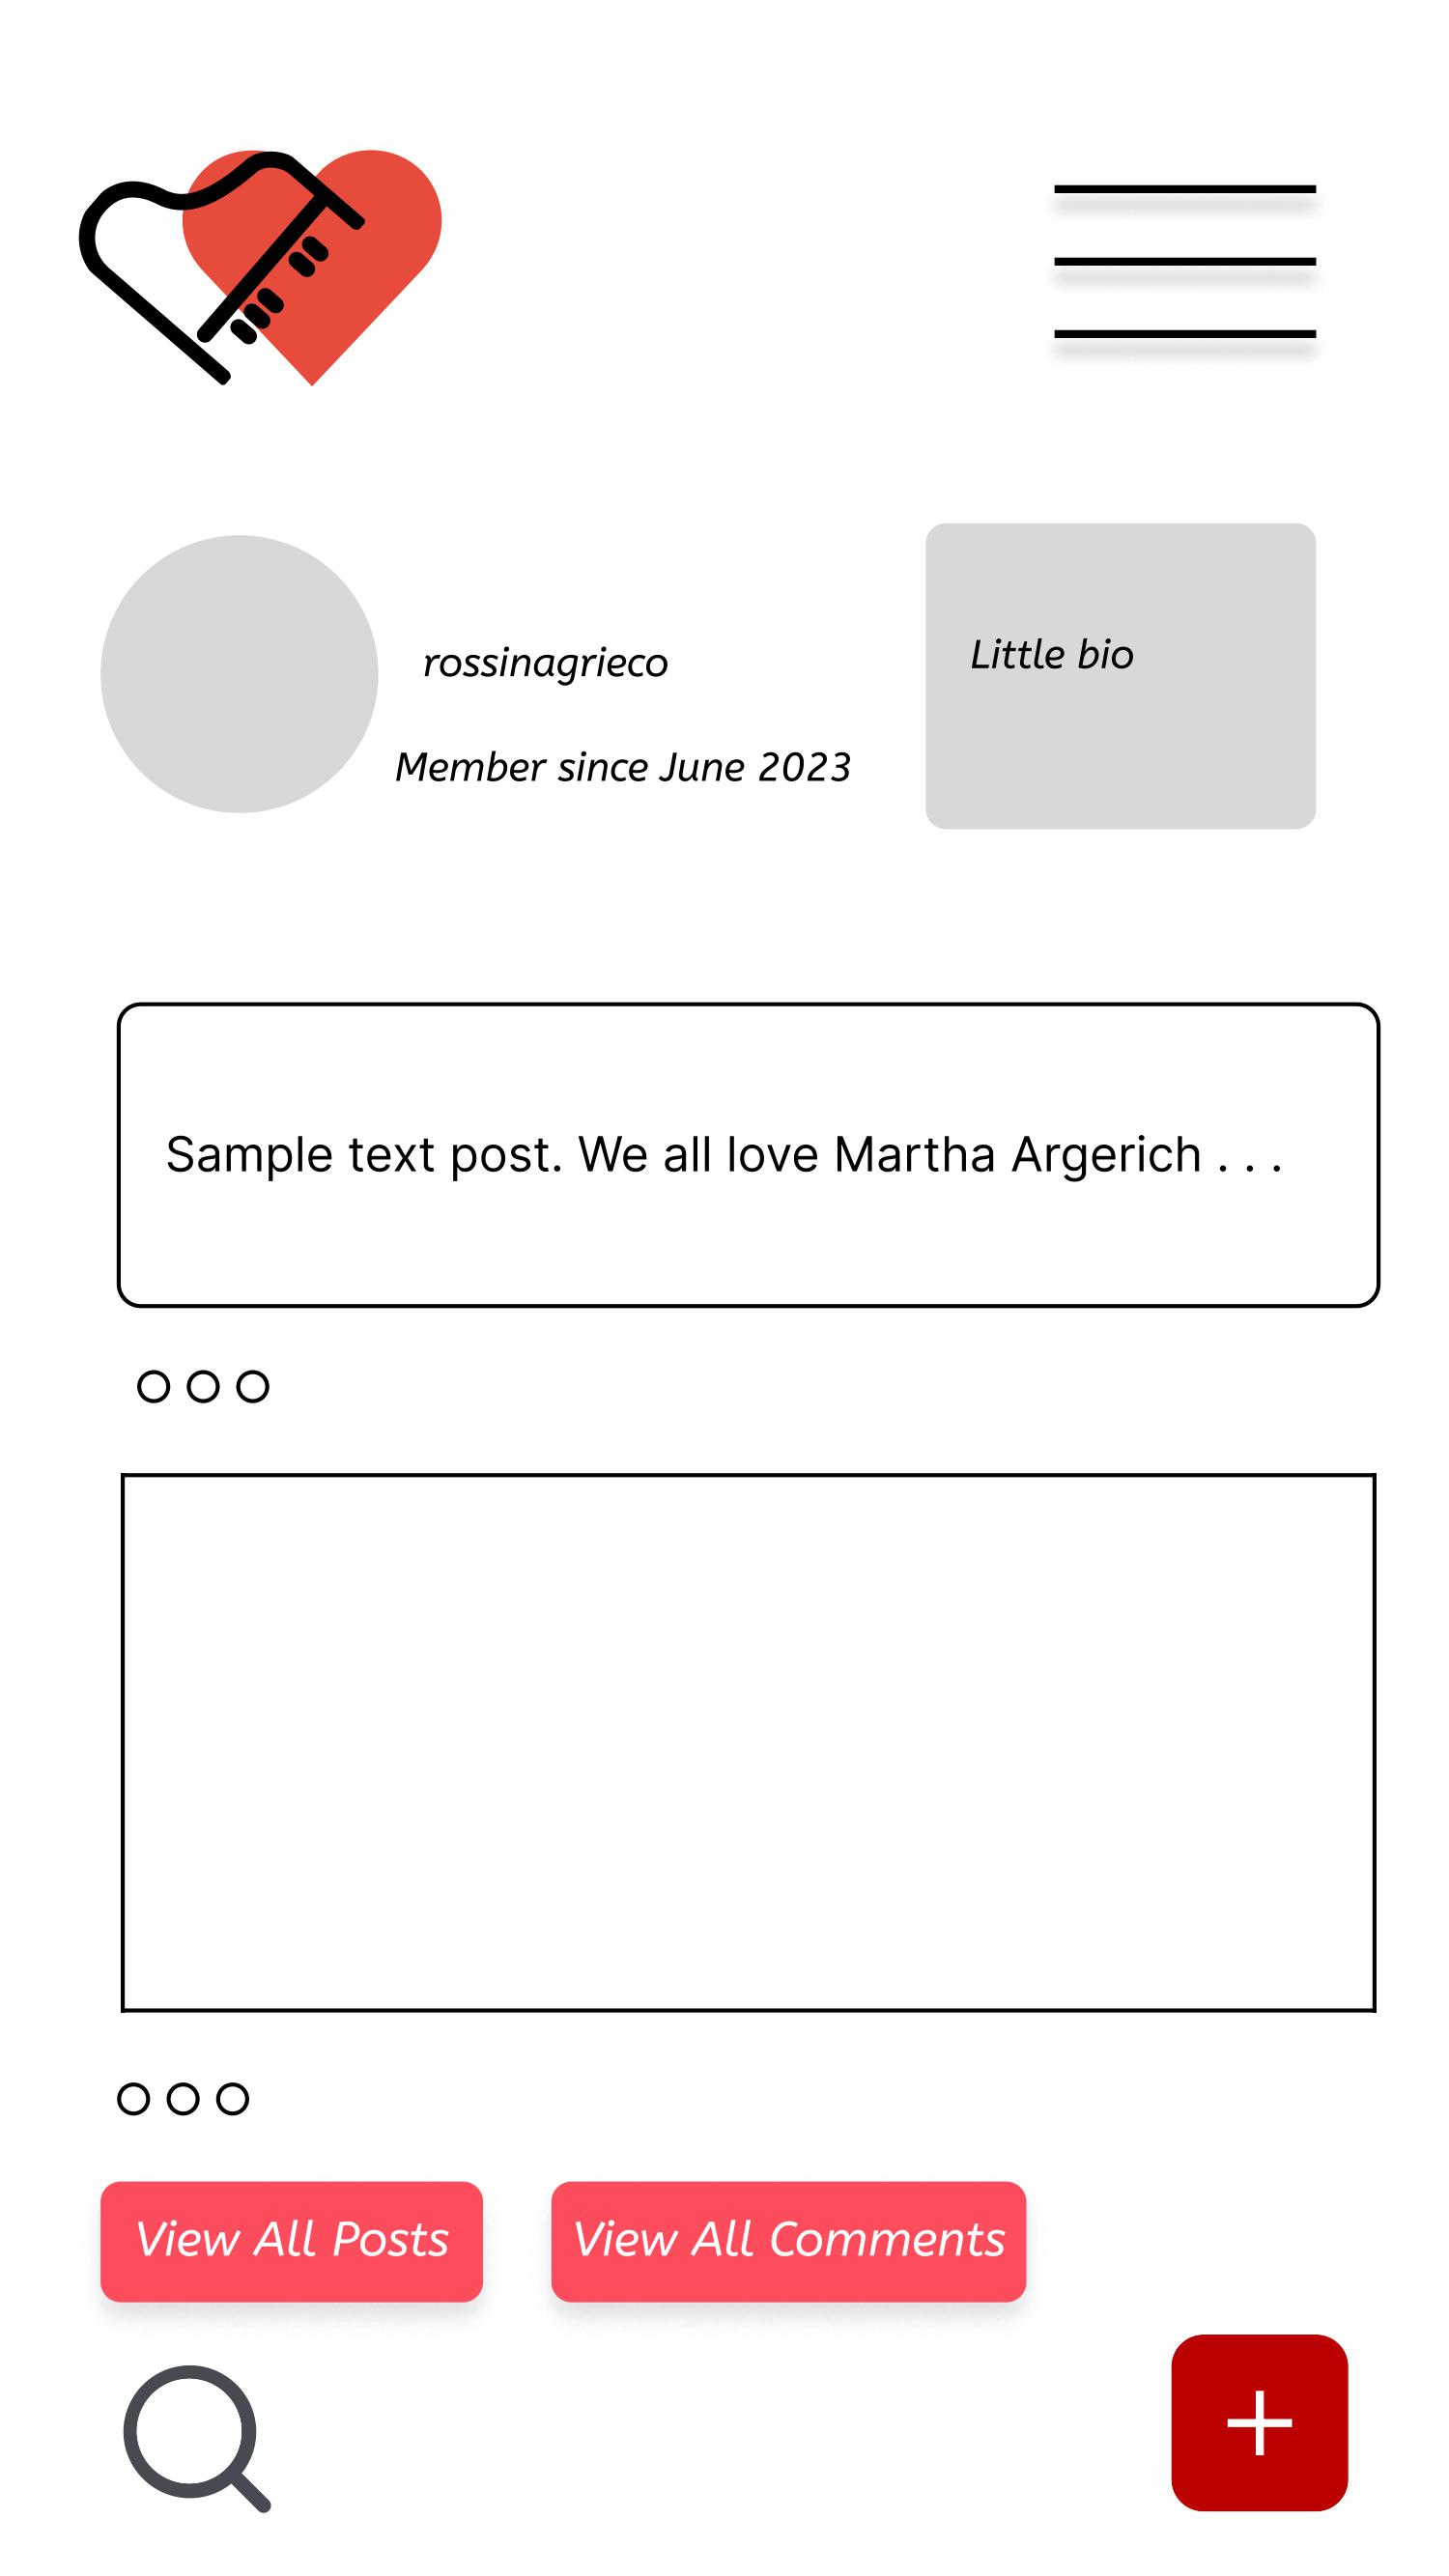 rossinagrieco
Little bio
Member since June 2023
Sample text post. We all love Martha Argerich . . .
View All Posts
View All Comments